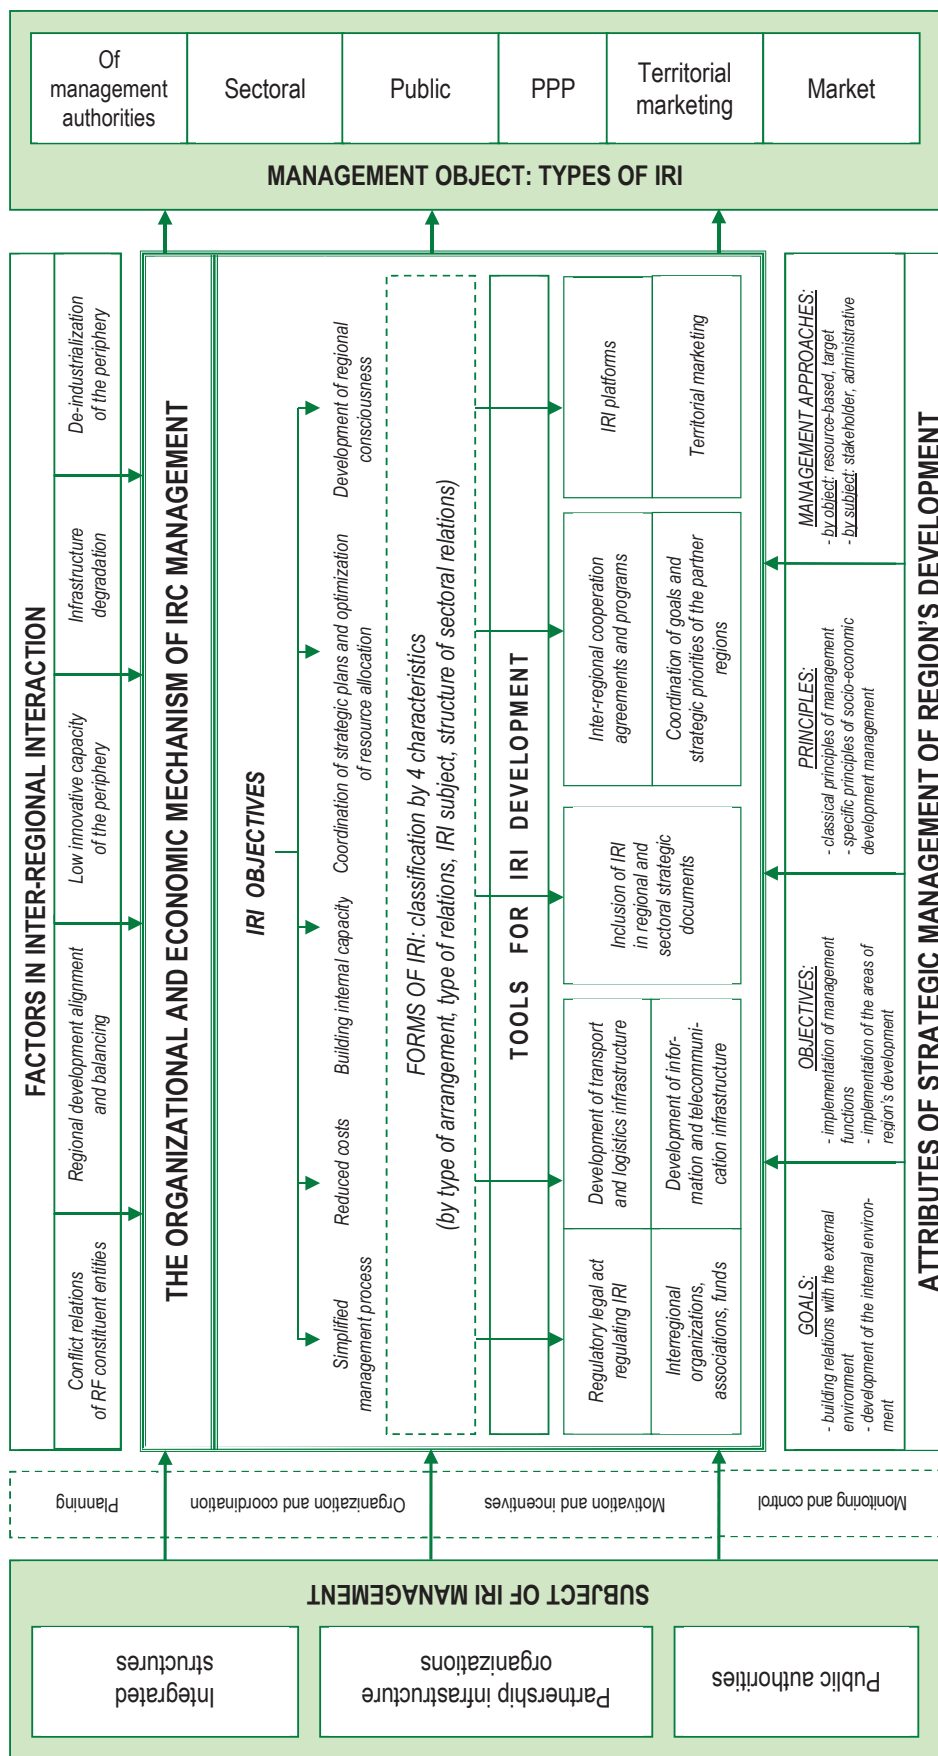 Of
management
authorities
Sectoral
Public
PPP
Territorial
marketing
Market
MANAGEMENT OBJECT: TYPES OF IRI
FACTORS IN INTER-REGIONAL INTERACTION
Conflict relations
of RF constituent entities
Regional development alignment
and balancing
Low innovative capacity
of the periphery
Infrastructure
degradation
De-industrialization
of the periphery
THE ORGANIZATIONAL AND ECONOMIC MECHANISM OF IRC MANAGEMENT
IRI OBJECTIVES
Simplified
management process
Reduced costs
Building internal capacity
Coordination of strategic plans and optimization
of resource allocation
Development of regional
consciousness
FORMS OF IRI: classification by 4 characteristics
(by type of arrangement, type of relations, IRI subject, structure of sectoral relations)
TOOLS FOR IRI DEVELOPMENT
Regulatory legal act
regulating IRI
Interregional
organizations,
associations, funds
Development of transport
and logistics infrastructure
Development of infor-
mation and telecommuni-
cation infrastructure
Inclusion of IRI
in regional and
sectoral strategic
documents
Inter-regional cooperation
agreements and programs
Coordination of goals and
strategic priorities of the partner
regions
IRI platforms
Territorial marketing
GOALS:
- building relations with the external
environment
- development of the internal environ-
ment
OBJECTIVES:
- implementation of management
functions
- implementation of the areas of
region's development
PRINCIPLES:
- classical principles of management
- specific principles of socio-economic
development management
MANAGEMENT APPROACHES:
- by object: resource-based, target
- by subject: stakeholder, administrative
ATTRIBUTES OF STRATEGIC MANAGEMENT OF REGION'S DEVELOPMENT
Planning
Organization and coordination
Motivation and incentives
Monitoring and control
SUBJECT OF IRI MANAGEMENT
Integrated
structures
Partnership infrastructure
organizations
Public authorities